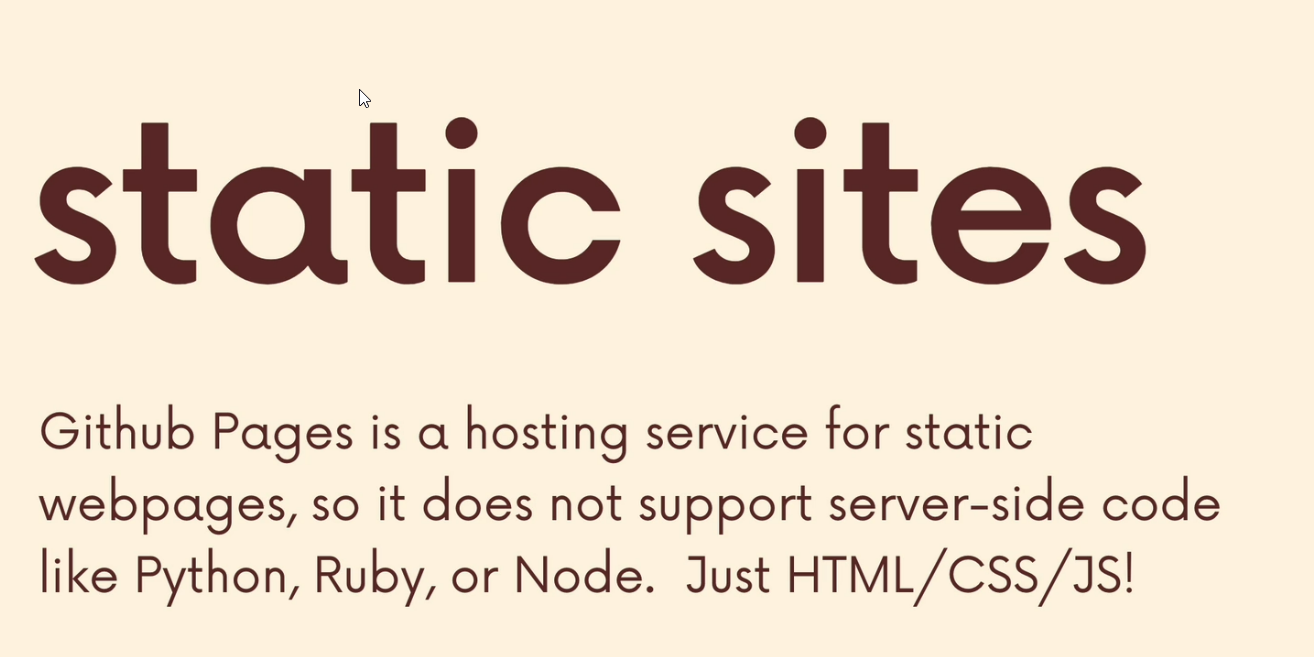 static sites
Github Pages is a hosting service for static
webpages, so it does not support server-side code
like Python, Ruby, or Node.  Just HTML/CSS/JS!